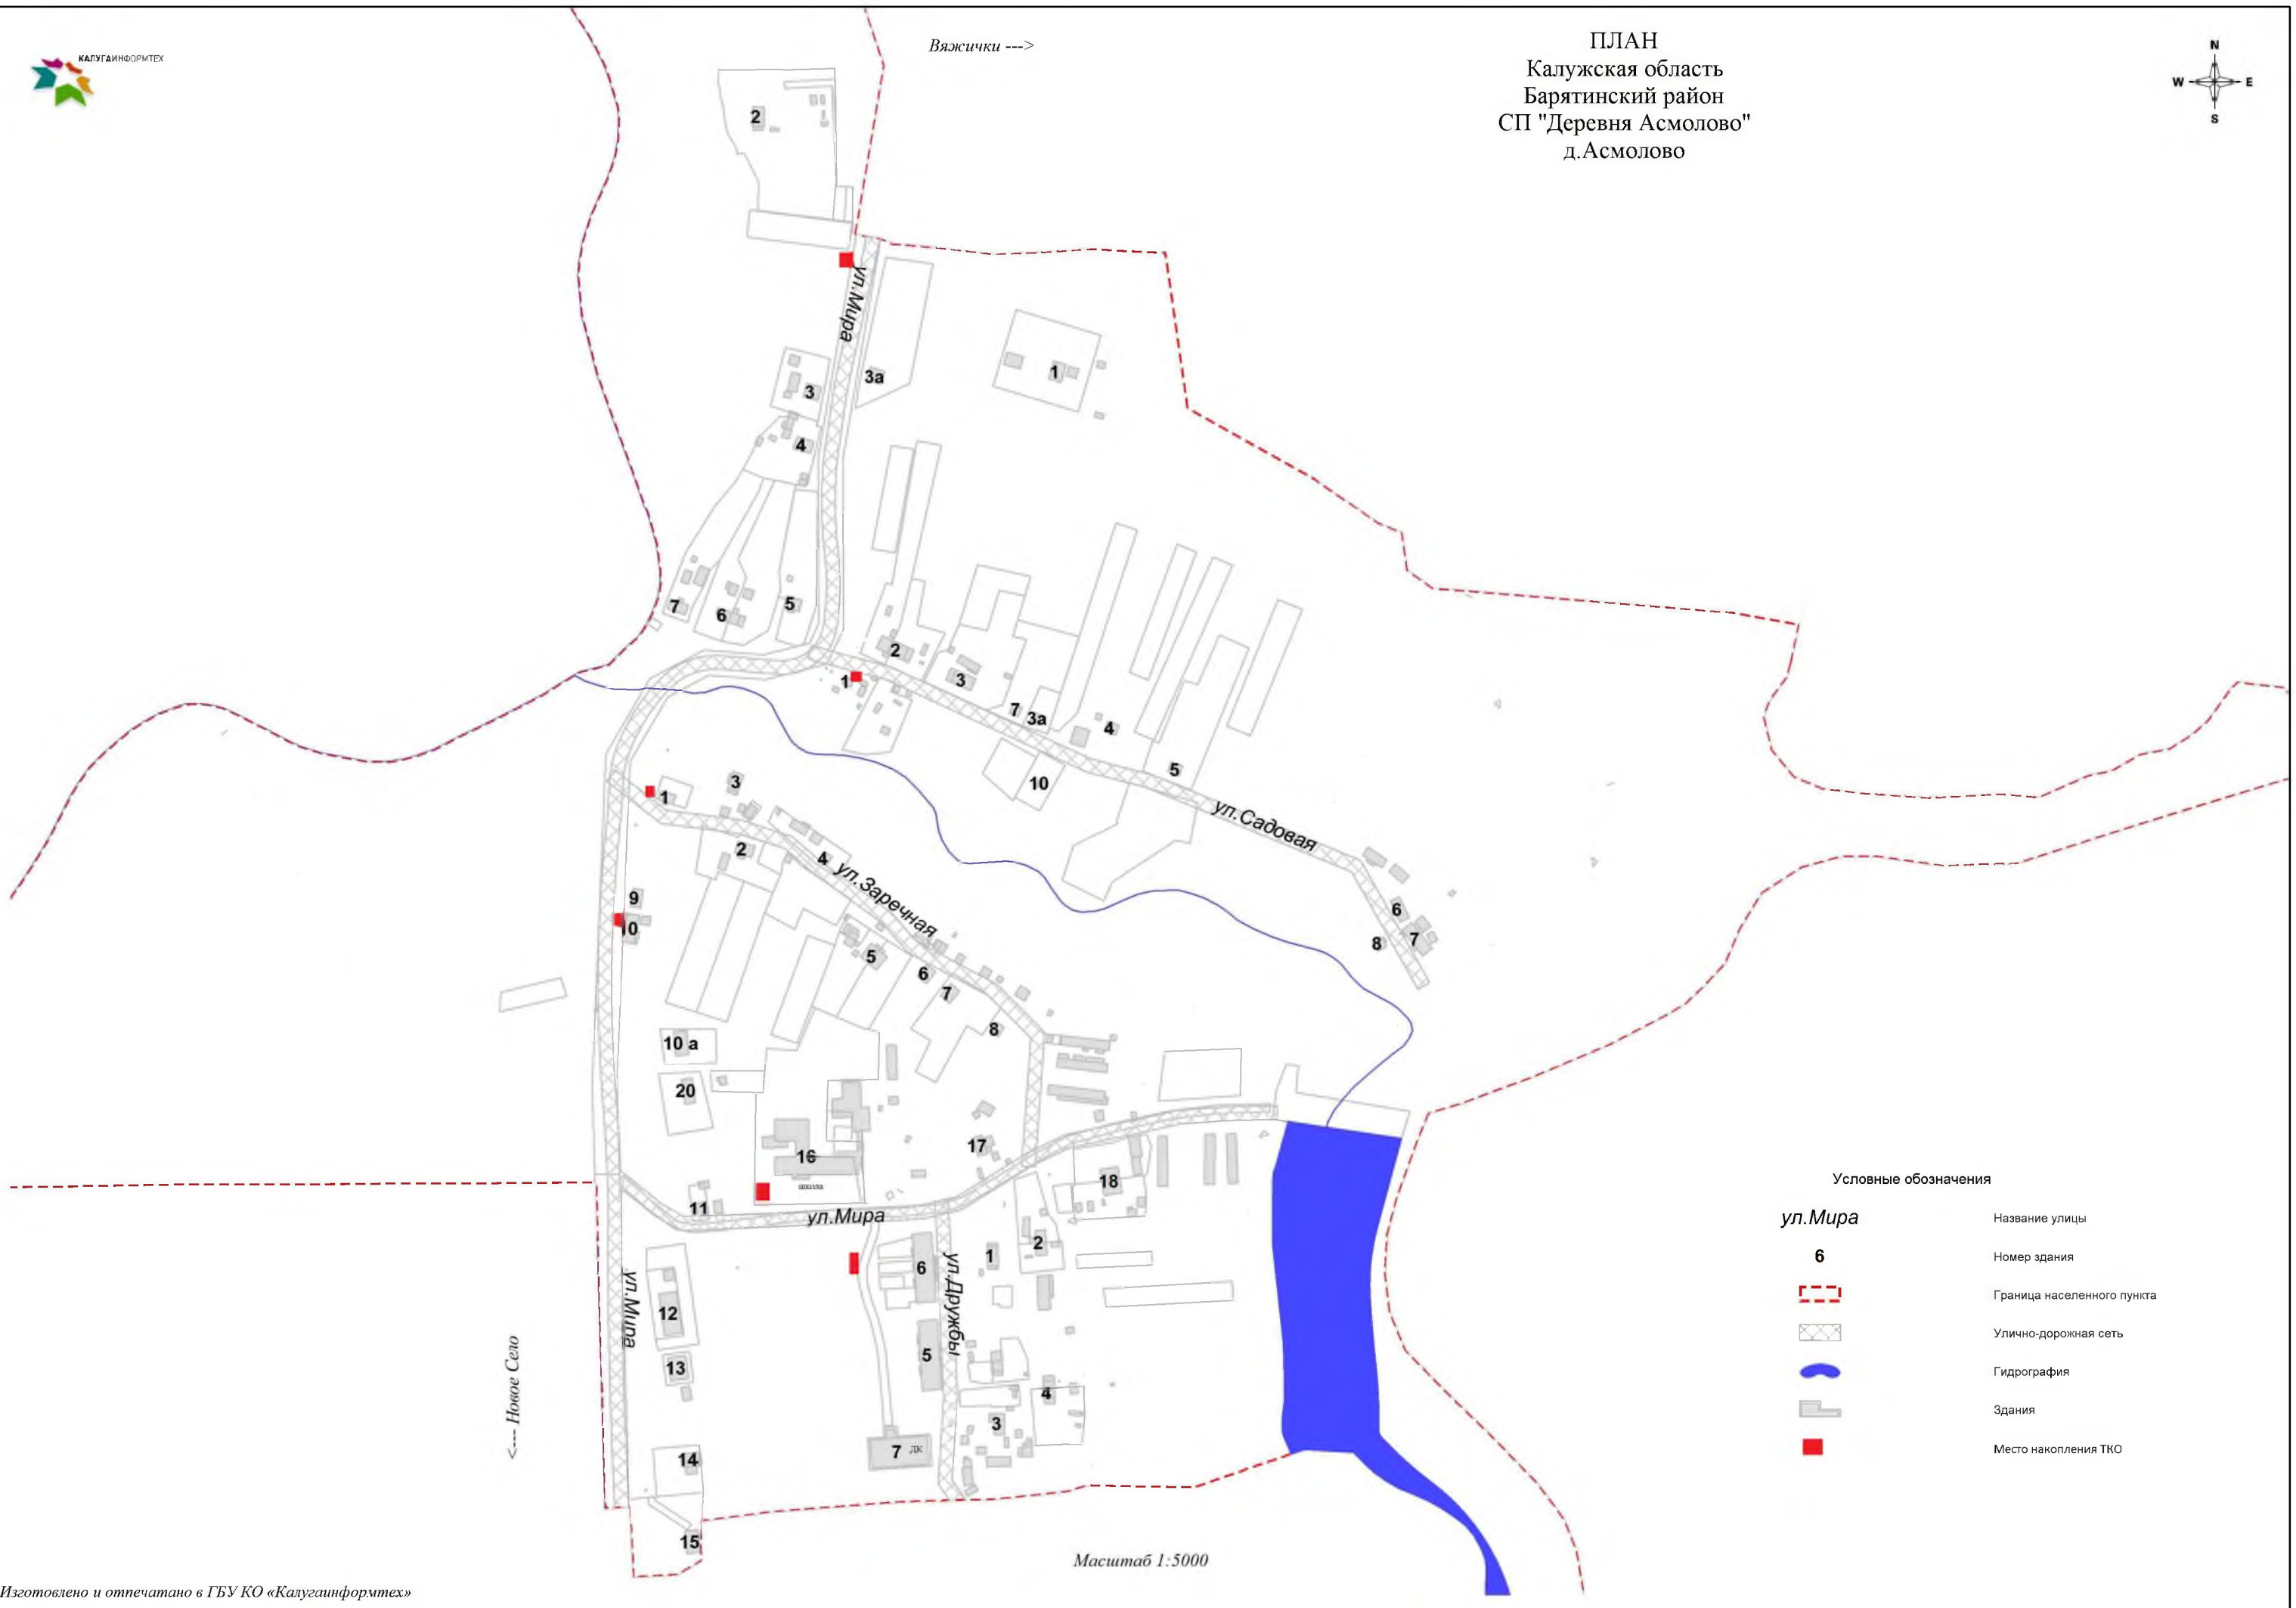 КАЛУГАИНФОРМТЕХ
Вяжички --->
ПЛАН
Калужская область
Барятинский район
СП "Деревня Асмолово"
д.Асмолово
N
W E
S
2
ул.Мира
3а
1
3
4
7
6
5
2
1
3
7
3а
4
5
10
ул.Садовая
6
7
8
1
3
2
4
ул.Заречная
9
10
5
6
7
8
10 а
20
17
16
школа
18
11
ул.Мира
2
1
6
ул.Дружбы
12
ул.Мира
13
5
4
3
7 ДК
14
15
<--- Новое Село
Условные обозначения
ул.Мира Название улицы
6 Номер здания
Граница населенного пункта
Улично-дорожная сеть
Гидрография
Здания
Место накопления ТКО
Масштаб 1:5000
Изготовлено и отпечатано в ГБУ КО «Калугаинформтех»